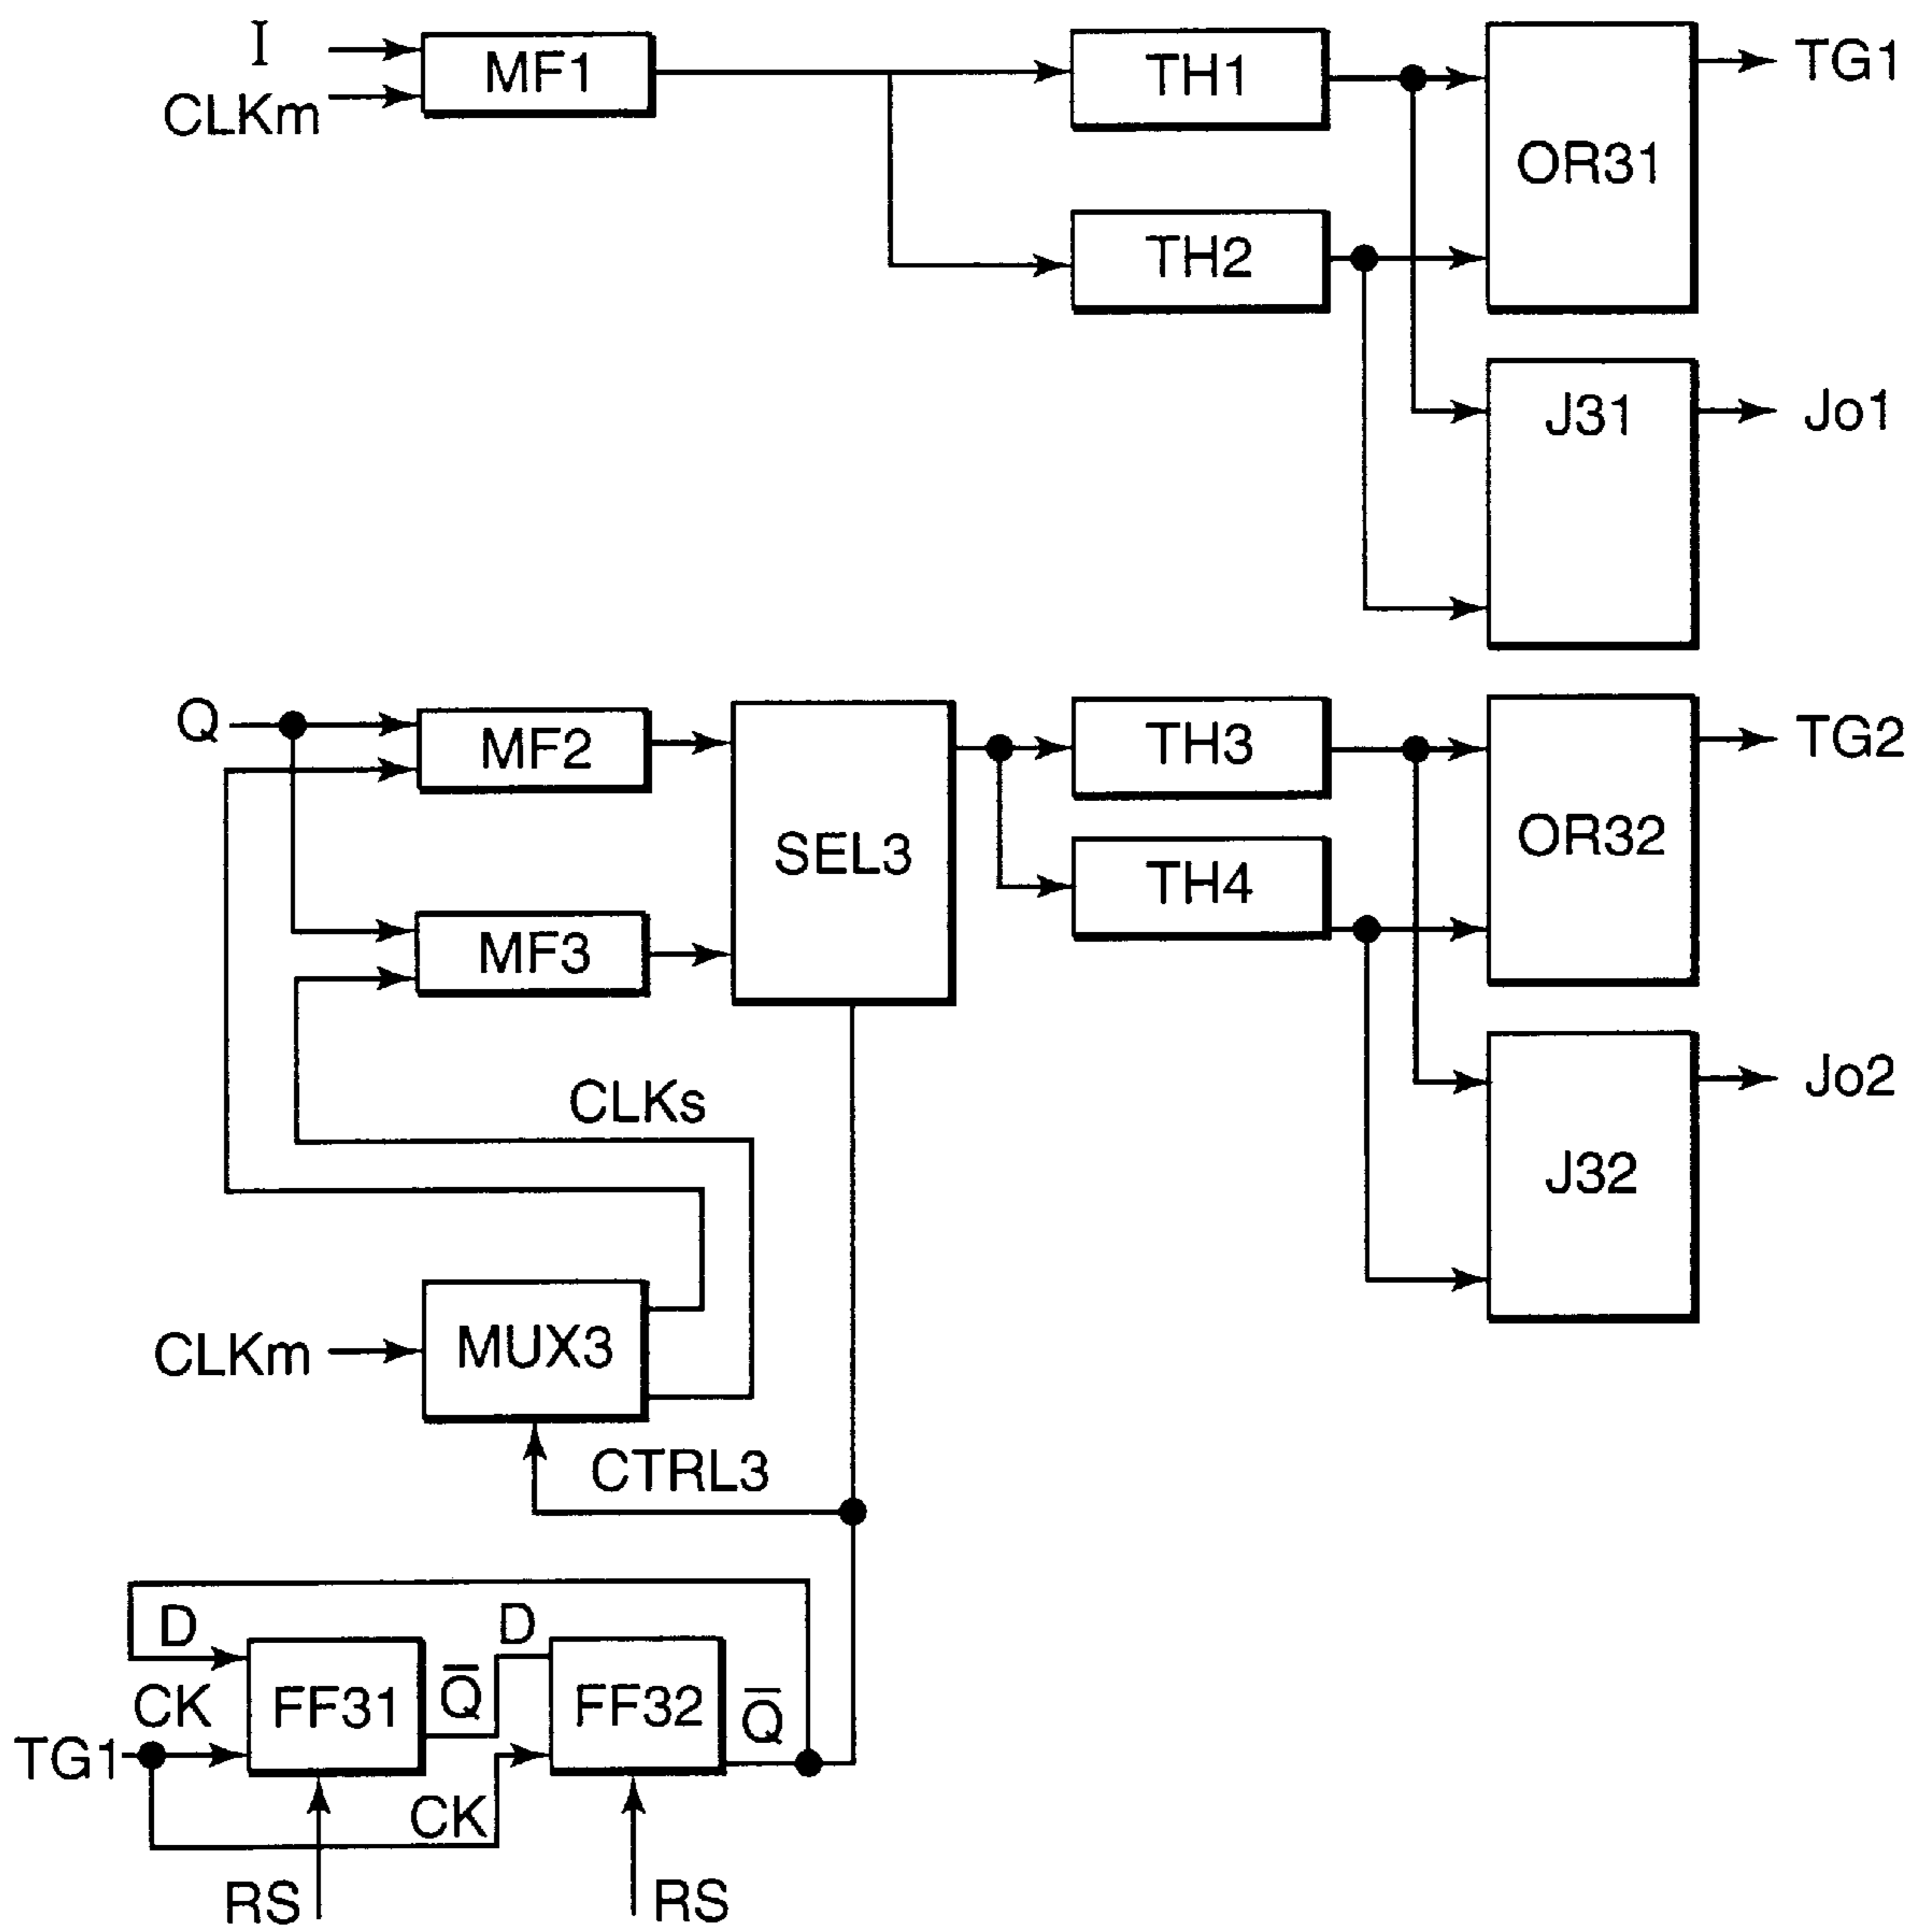 I
CLKm
MF1
TH1
OR31
TG1
TH2
J31
Jo1
Q
MF2
SEL3
TH3
OR32
TG2
TH4
MF3
CLKs
J32
Jo2
CLKm
MUX3
CTRL3
D
D
CK
FF31
Q̅
FF32
Q̅
TG1
CK
RS
RS